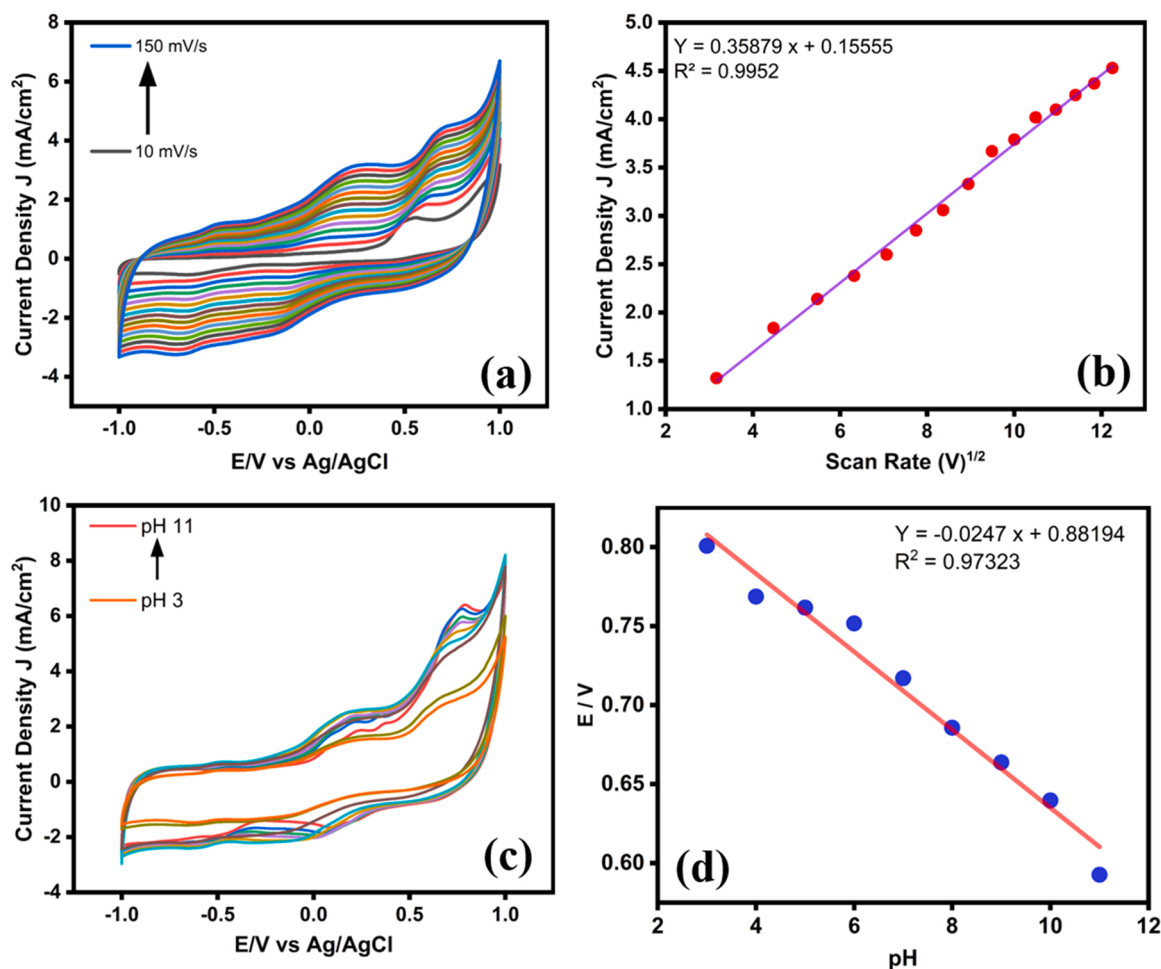 8
6
4
2
0
-2
-4
Current Density J (mA/cm²)
150 mV/s
10 mV/s
(a)
-1.0 -0.5 0.0 0.5 1.0
E/V vs Ag/AgCl
5.0
4.5
4.0
3.5
3.0
2.5
2.0
1.5
1.0
Current Density J (mA/cm²)
Y = 0.35879 x + 0.15555
R² = 0.9952
(b)
4 6 8 10 12
Scan Rate (V)¹/²
10
8
6
4
2
0
-2
-4
Current Density J (mA/cm²)
pH 11
pH 3
(c)
-1.0 -0.5 0.0 0.5 1.0
E/V vs Ag/AgCl
0.80
0.75
0.70
0.65
0.60
E / V
Y = -0.0247 x + 0.88194
R² = 0.97323
(d)
2 4 6 8 10 12
pH